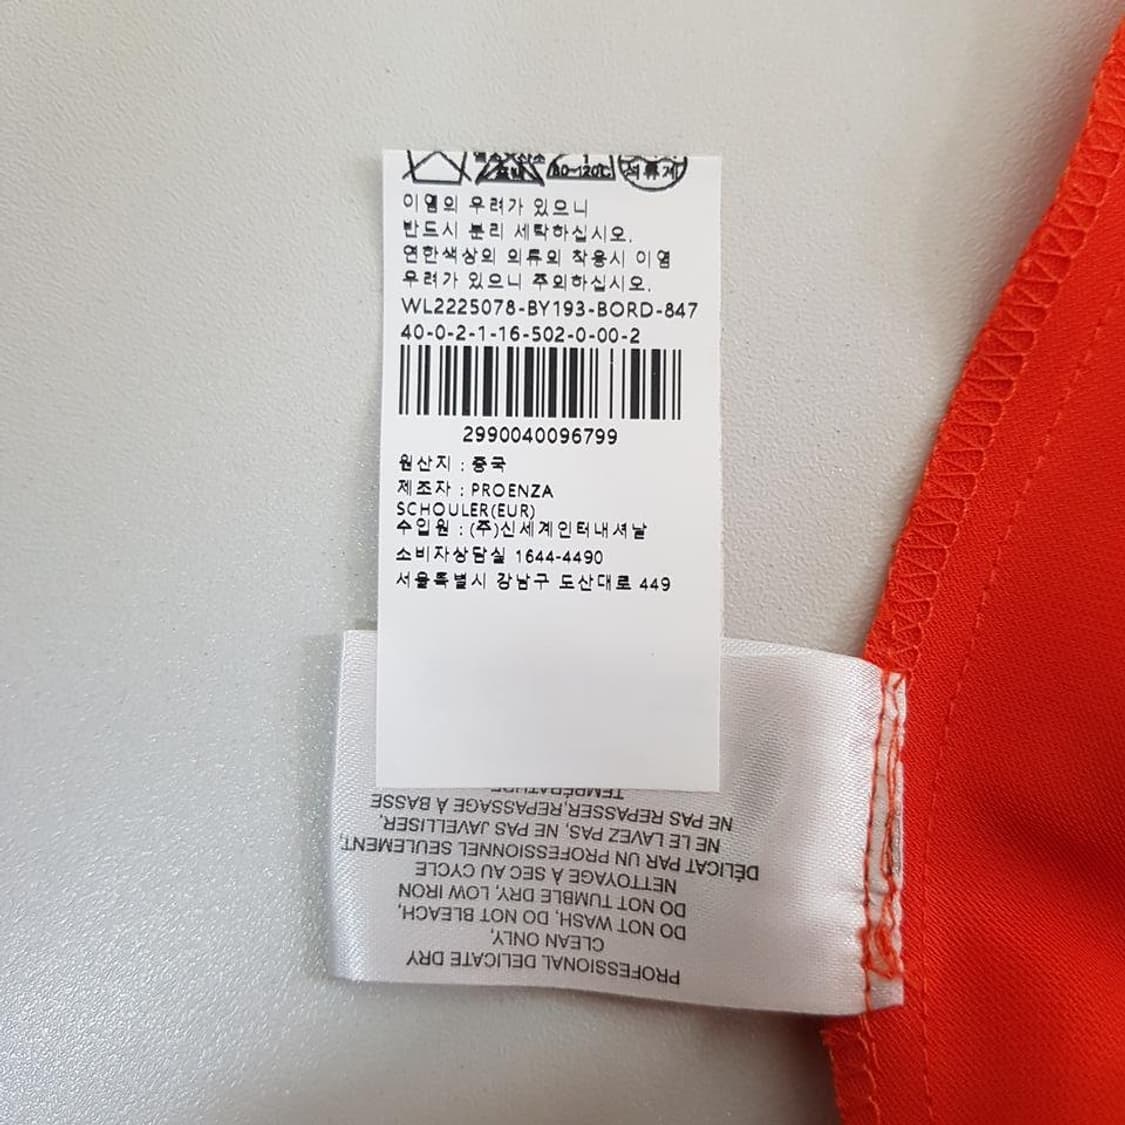 80~120℃
석유계
이염의 우려가 있으니
반드시 분리 세탁하십시오.
연한색상의 의류의 착용시 이염
우려가 있으니 주의하십시오.
WL2225078-BY193-BORD-847
40-0-2-1-16-502-0-00-2
2990040096799
원산지 : 중국
제조자 : PROENZA
SCHOULER(EUR)
수입원 : (주)신세계인터내셔날
소비자상담실 1644-4490
서울특별시 강남구 도산대로 449
PROFESSIONAL DELICATE DRY
CLEAN ONLY,
DO NOT WASH, DO NOT BLEACH,
DO NOT TUMBLE DRY, LOW IRON
NETTOYAGE À SEC AU CYCLE
DÉLICAT PAR UN PROFESSIONNEL SEULEMENT,
NE LE LAVEZ PAS, NE PAS JAVELLISER,
NE PAS REPASSER,REPASSAGE À BASSE
TEMPÉRATURE